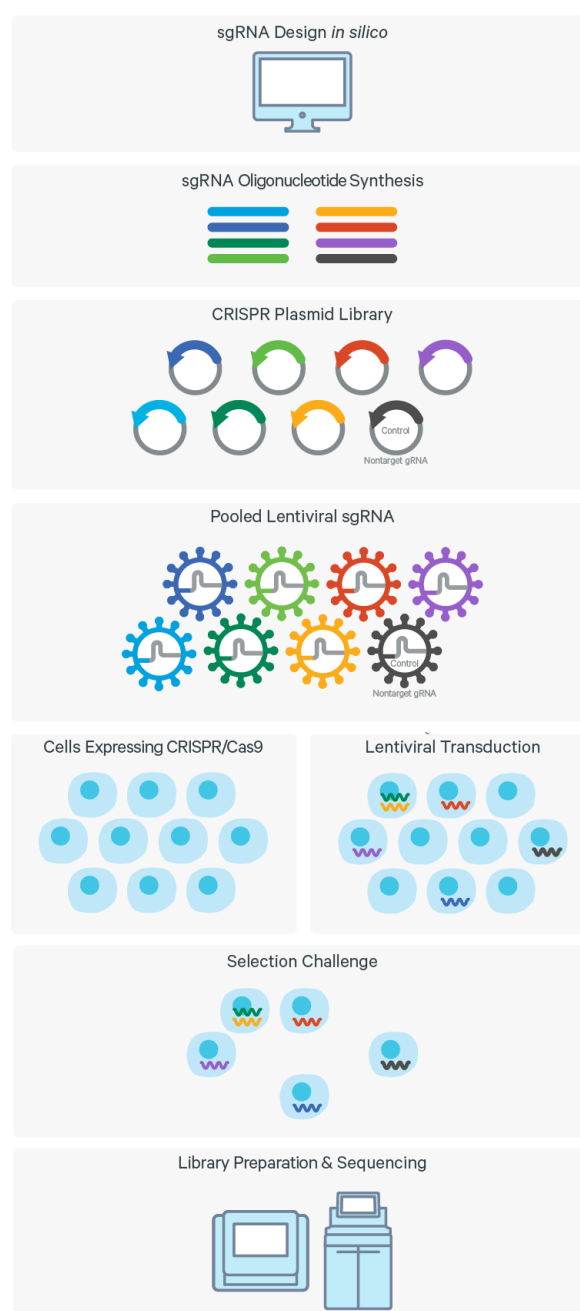 sgRNA Design in silico
sgRNA Oligonucleotide Synthesis
CRISPR Plasmid Library
Control
Nontarget gRNA
Pooled Lentiviral sgRNA
Control
Nontarget gRNA
Cells Expressing CRISPR/Cas9
Lentiviral Transduction
Selection Challenge
Library Preparation & Sequencing